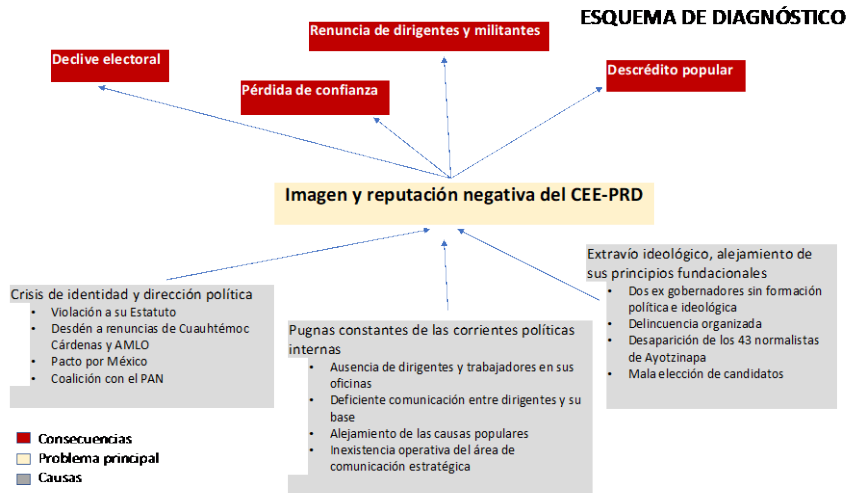 ESQUEMA DE DIAGNÓSTICO
Renuncia de dirigentes y militantes
Declive electoral
Pérdida de confianza
Descrédito popular
Imagen y reputación negativa del CEE-PRD
Crisis de identidad y dirección política
• Violación a su Estatuto
• Desdén a renuncias de Cuauhtémoc
Cárdenas y AMLO
• Pacto por México
• Coalición con el PAN
Pugnas constantes de las corrientes políticas
internas
• Ausencia de dirigentes y trabajadores en sus
oficinas
• Deficiente comunicación entre dirigentes y su
base
• Alejamiento de las causas populares
• Inexistencia operativa del área de
comunicación estratégica
Extravío ideológico, alejamiento de
sus principios fundacionales
• Dos ex gobernadores sin formación
política e ideológica
• Delincuencia organizada
• Desaparición de los 43 normalistas
de Ayotzinapa
• Mala elección de candidatos
Consecuencias
Problema principal
Causas